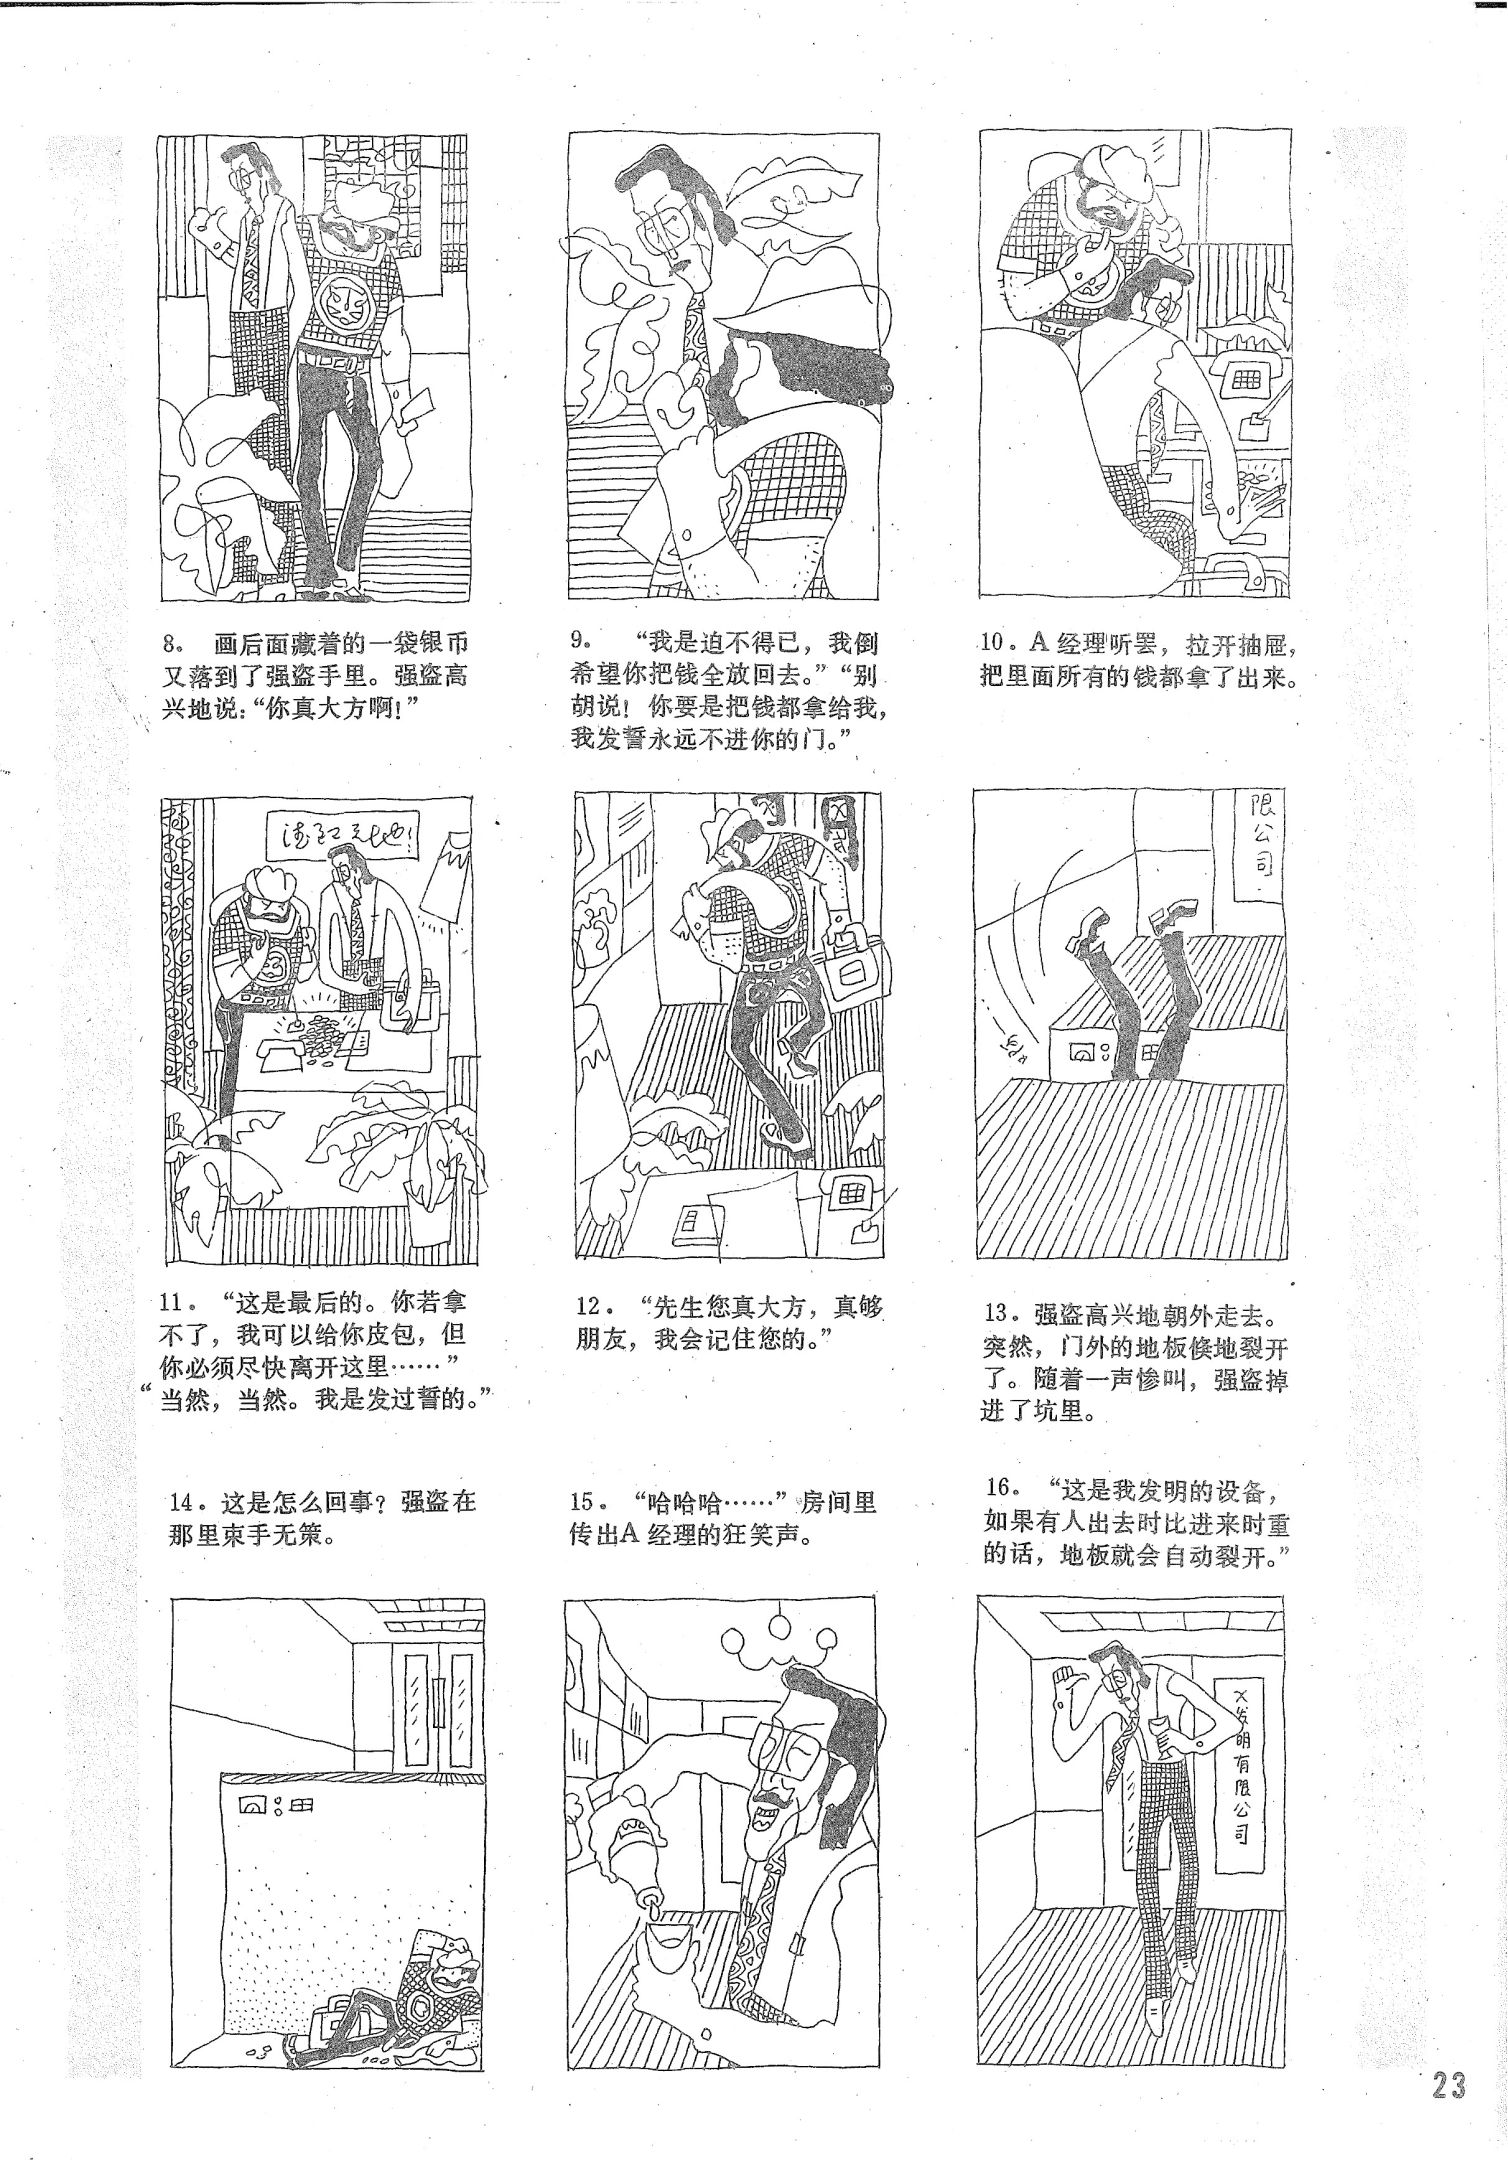 8。 画后面藏着的一袋银币
又落到了强盗手里。强盗高
兴地说：“你真大方啊！”
9。 “我是迫不得已，我倒
希望你把钱全放回去。”“别
胡说！你要是把钱都拿给我，
我发誓永远不进你的门。”
10。A 经理听罢，拉开抽屉，
把里面所有的钱都拿了出来。
限公司
11。 “这是最后的。你若拿
不了，我可以给你皮包，但
你必须尽快离开这里……”
“当然，当然。我是发过誓的。”
12。 “先生您真大方，真够
朋友，我会记住您的。”
13。强盗高兴地朝外走去。
突然，门外的地板倏地裂开
了。随着一声惨叫，强盗掉
进了坑里。
14。这是怎么回事？强盗在
那里束手无策。
15。 “哈哈哈……”房间里
传出A 经理的狂笑声。
16。 “这是我发明的设备，
如果有人出去时比进来时重
的话，地板就会自动裂开。”
X发明有限公司
23